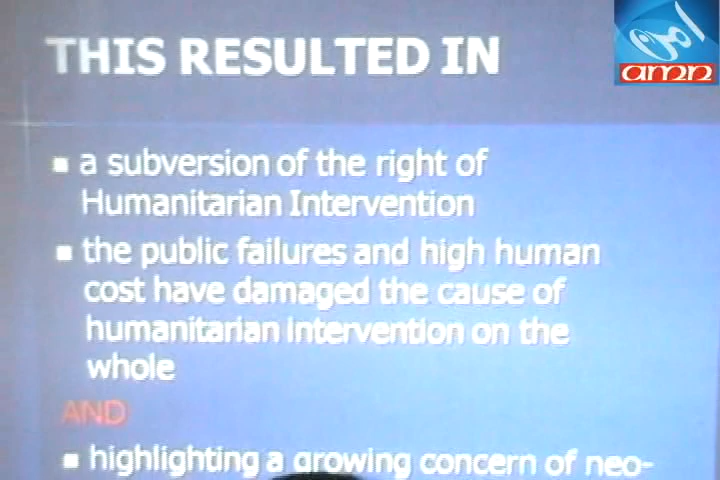 amn
THIS RESULTED IN
a subversion of the right of
Humanitarian Intervention
the public failures and high human
cost have damaged the cause of
humanitarian intervention on the
whole
AND
highlighting a growing concern of neo-